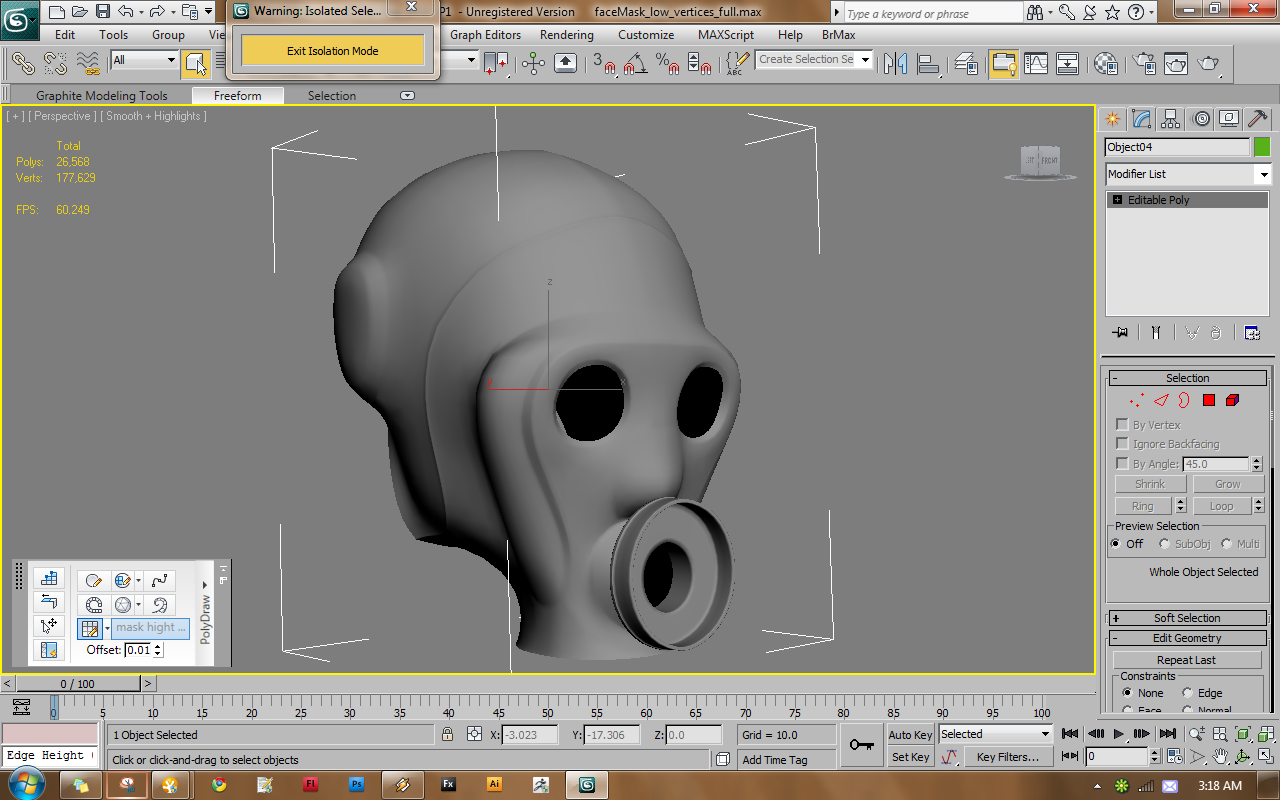 Warning: Isolated Sele...
P1 - Unregistered Version faceMask_low_vertices_full.max
Type a keyword or phrase
Exit Isolation Mode
Edit Tools Group Graph Editors Rendering Customize MAXScript Help BrMax
All
3
%
ABC
Create Selection Se
Graphite Modeling Tools Freeform Selection
[ + ] [ Perspective ] [ Smooth + Highlights ]
Total
Polys: 26,568
Verts: 177,629
FPS: 60.249
FRONT
z
x
Object04
Modifier List
Editable Poly
Selection
By Vertex
Ignore Backfacing
By Angle: 45.0
Shrink Grow
Ring Loop
Preview Selection
Off SubObj Multi
Whole Object Selected
Soft Selection
Edit Geometry
Repeat Last
Constraints
None Edge
Face Normal
mask hight ...
Offset: 0.01
PolyDraw
< 0 / 100 >
0 5 10 15 20 25 30 35 40 45 50 55 60 65 70 75 80 85 90 95 100
1 Object Selected X: -3.023 Y: -17.306 Z: 0.0 Grid = 10.0 Auto Key Selected
Edge Height
Click or click-and-drag to select objects Add Time Tag Set Key Key Filters... 0
Fl Ps Fx Ai
3:18 AM